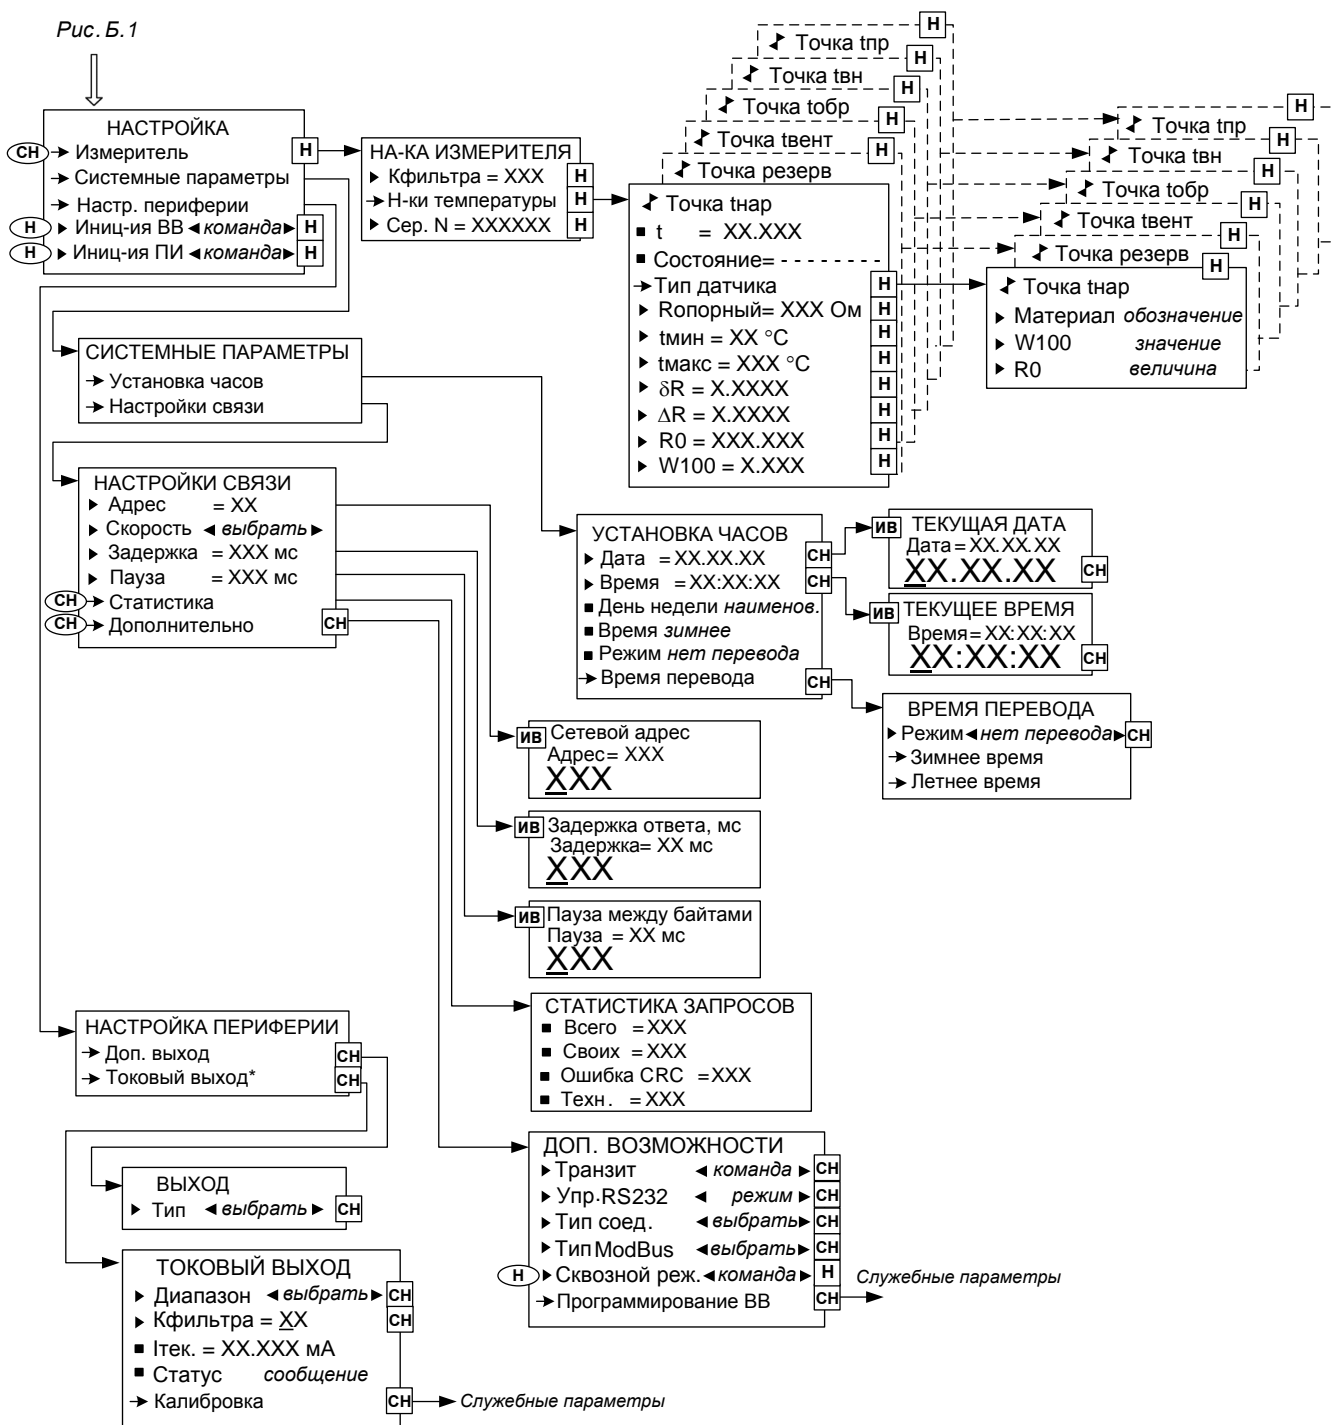 Рис. Б.1
НАСТРОЙКА
СН Измеритель Н
Системные параметры
Настр. периферии
Н Иниц-ия ВВ команда Н
Н Иниц-ия ПИ команда Н
НА-КА ИЗМЕРИТЕЛЯ
Кфильтра = XXX Н
Н-ки температуры Н
Сер. N = XXXXXX Н
Точка tпр Н
Точка tвн Н
Точка tобр Н
Точка tвент Н
Точка резерв Н
Точка tнар
t = XX.XXX
Состояние= - - - - - - - -
Тип датчика Н
Rопорный= XXX Ом Н
tмин = XX °C Н
tмакс = XXX °C Н
δR = X.XXXX Н
ΔR = X.XXXX Н
R0 = XXX.XXX Н
W100 = X.XXX Н
Точка tпр Н
Точка tвн Н
Точка tобр Н
Точка tвент Н
Точка резерв Н
Точка tнар Н
Материал обозначение
W100 значение
R0 величина
СИСТЕМНЫЕ ПАРАМЕТРЫ
Установка часов
Настройки связи
НАСТРОЙКИ СВЯЗИ
Адрес = XX
Скорость выбрать
Задержка = XXX мс
Пауза = XXX мс
СН Статистика
СН Дополнительно СН
УСТАНОВКА ЧАСОВ
Дата = XX.XX.XX СН
Время = XX:XX:XX СН
День недели наименов.
Время зимнее
Режим нет перевода
Время перевода СН
ИВ ТЕКУЩАЯ ДАТА
Дата=XX.XX.XX
XX.XX.XX СН
ИВ ТЕКУЩЕЕ ВРЕМЯ
Время=XX:XX:XX
XX:XX:XX СН
ВРЕМЯ ПЕРЕВОДА
Режим нет перевода СН
Зимнее время
Летнее время
ИВ Сетевой адрес
Адрес= XXX
XXX
ИВ Задержка ответа, мс
Задержка= XX мс
XXX
ИВ Пауза между байтами
Пауза = XX мс
XXX
СТАТИСТИКА ЗАПРОСОВ
Всего =XXX
Своих =XXX
Ошибка CRC =XXX
Техн. =XXX
НАСТРОЙКА ПЕРИФЕРИИ
Доп. выход СН
Токовый выход* СН
ВЫХОД
Тип выбрать СН
ТОКОВЫЙ ВЫХОД
Диапазон выбрать СН
Кфильтра = XX СН
Iтек. = XX.XXX мА
Статус сообщение
Калибровка СН Служебные параметры
ДОП. ВОЗМОЖНОСТИ
Транзит команда СН
Упр.RS232 режим СН
Тип соед. выбрать СН
Тип ModBus выбрать СН
Н Сквозной реж. команда Н
Программирование ВВ СН Служебные параметры